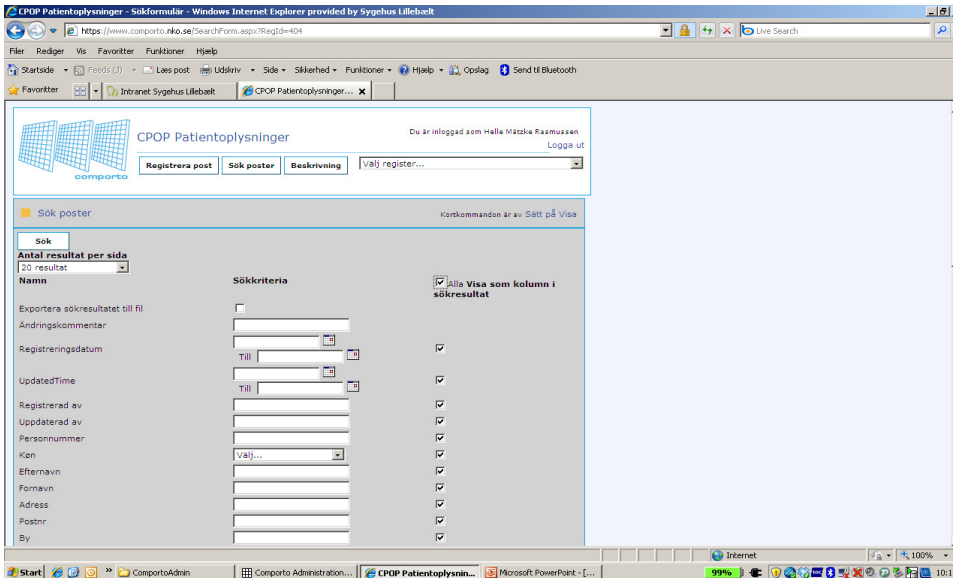 CPOP Patientoplysninger - Sökformulär - Windows Internet Explorer provided by Sygehus Lillebælt
https://www.comporto.nko.se/SearchForm.aspx?RegId=404
Live Search
Filer Rediger Vis Favoritter Funktioner Hjælp
Startside Feeds (J) Læs post Udskriv Side Sikkerhed Funktioner Hjælp Opslag Send til Bluetooth
Favoritter Intranet Sygehus Lillebælt CPOP Patientoplysninger...
CPOP Patientoplysninger
Du är inloggad som Helle Mätzke Rasmussen
Logga ut
Registrera post Sök poster Beskrivning Välj register...
comporto
Sök poster Kortkommandon är av Sätt på Visa
Sök
Antal resultat per sida
20 resultat
Namn Sökkriteria Alla Visa som kolumn i
sökresultat
Exportera sökresultatet till fil
Ändringskommentar
Registreringsdatum
Till
UpdatedTime
Till
Registrerad av
Uppdaterad av
Personnummer
Køn Välj...
Efternavn
Fornavn
Adress
Postnr
By
Internet 100%
Start » ComportoAdmin Comporto Administration... CPOP Patientoplysnin... Microsoft PowerPoint - [... 99% 10:1